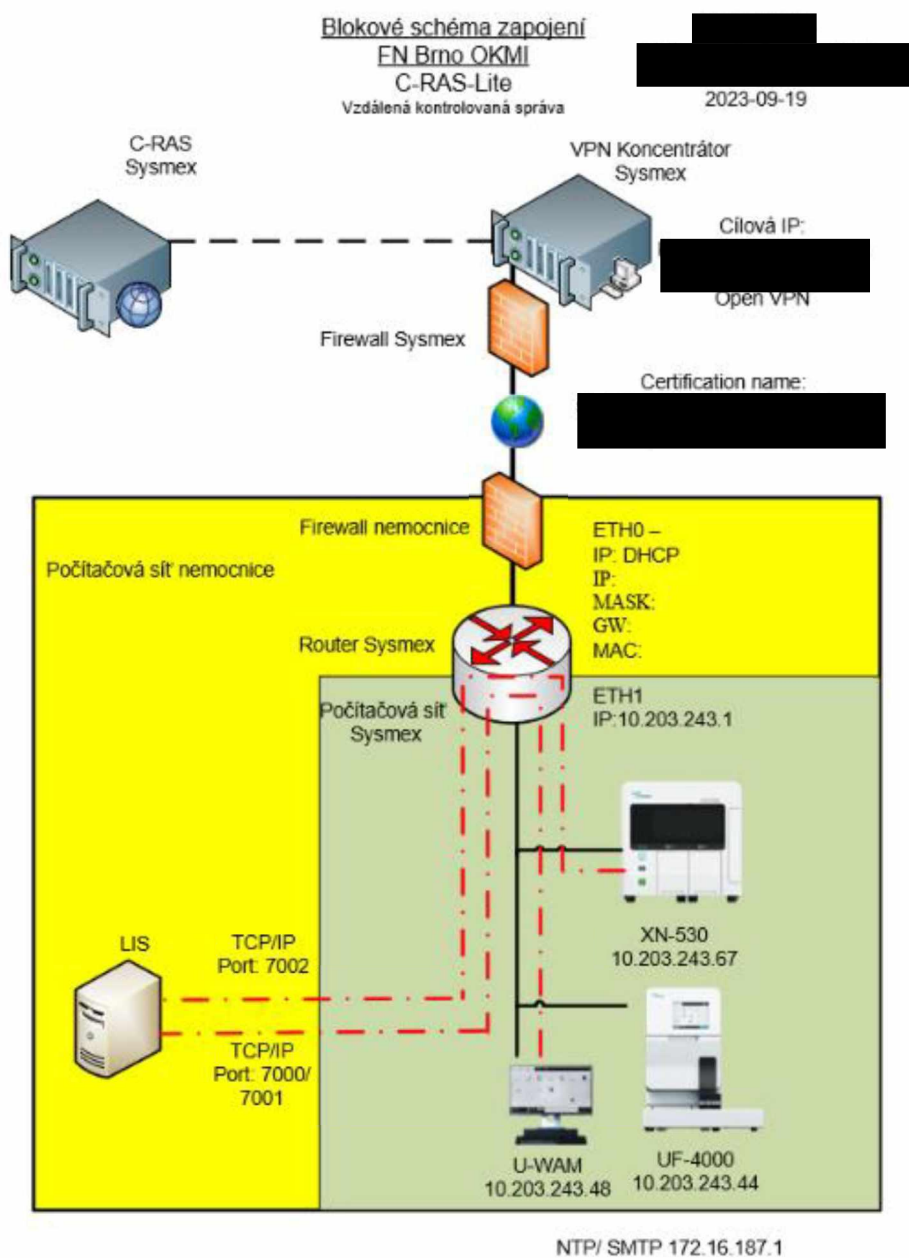 Blokové schéma zapojení
FN Brno OKMI
C-RAS-Lite
Vzdálená kontrolovaná správa
2023-09-19
C-RAS
Sysmex
VPN Koncentrátor
Sysmex
Cílová IP:
Open VPN
Firewall Sysmex
Certification name:
Firewall nemocnice
ETH0 –
IP: DHCP
IP:
MASK:
GW:
MAC:
Počítačová síť nemocnice
Router Sysmex
ETH1
IP:10.203.243.1
Počítačová síť
Sysmex
XN-530
10.203.243.67
LIS
TCP/IP
Port: 7002
TCP/IP
Port: 7000/
7001
U-WAM
10.203.243.48
UF-4000
10.203.243.44
NTP/ SMTP 172.16.187.1